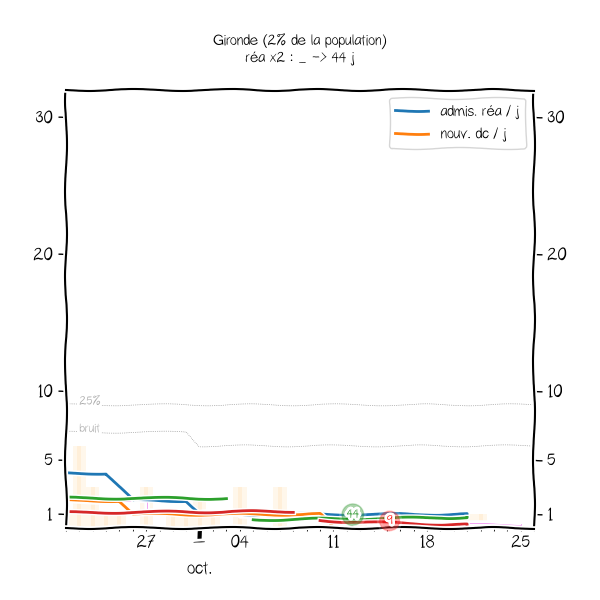 Gironde (2% de la population)
réa x2 : _ -> 44 j
admis. réa / j
nouv. dc / j
30 30
20 20
10 10
25%
bruit
5 5
44
9
1 1
27 04 11 18 25
oct.